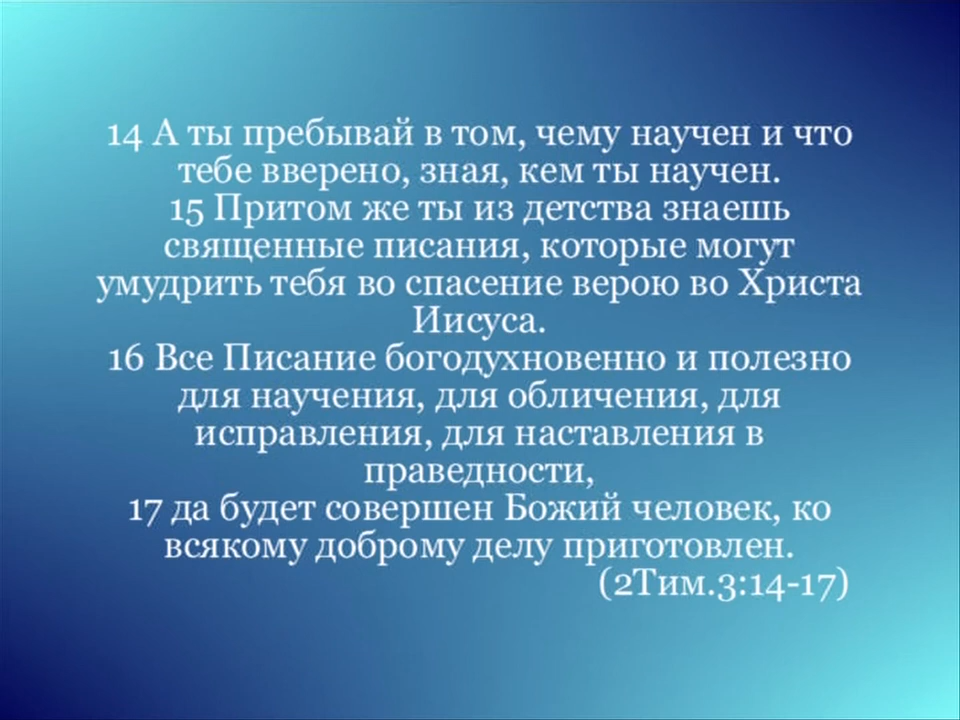 14 А ты пребывай в том, чему научен и что
тебе вверено, зная, кем ты научен.
15 Притом же ты из детства знаешь
священные писания, которые могут
умудрить тебя во спасение верою во Христа
Иисуса.
16 Все Писание богодухновенно и полезно
для научения, для обличения, для
исправления, для наставления в
праведности,
17 да будет совершен Божий человек, ко
всякому доброму делу приготовлен.
(2Тим.3:14-17)